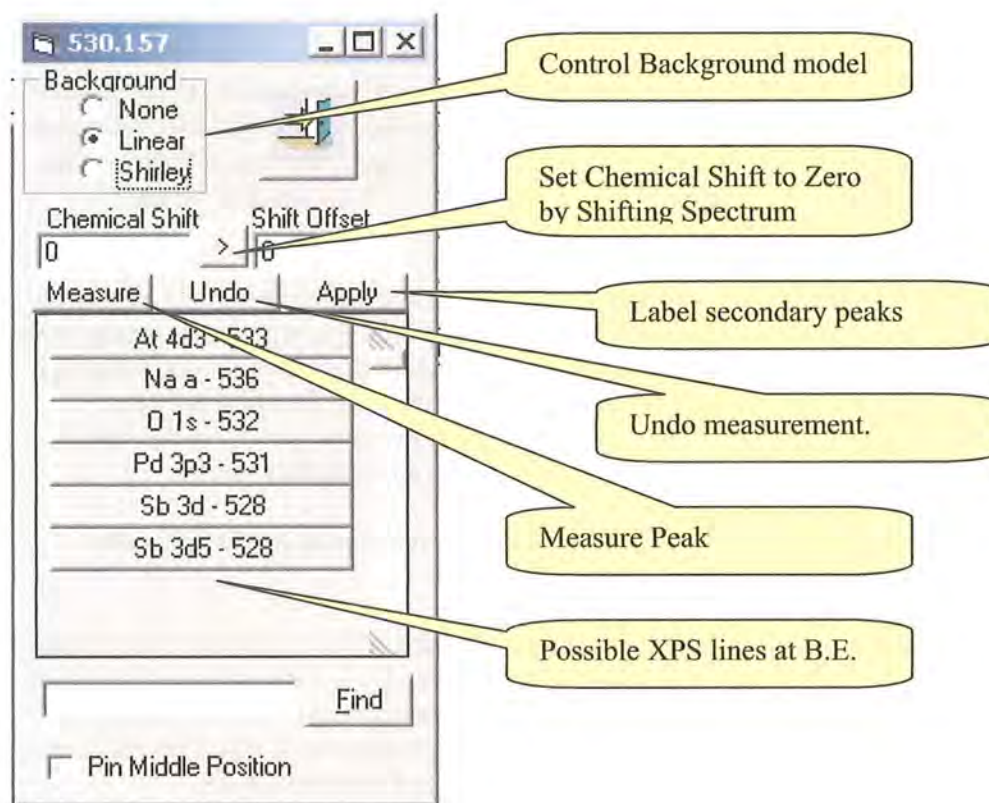 530.157
Background
None
Linear
Shirley
Chemical Shift Shift Offset
0 > 0
Measure Undo Apply
At 4d3 - 533
Na a - 536
O 1s - 532
Pd 3p3 - 531
Sb 3d - 528
Sb 3d5 - 528
Find
Pin Middle Position
Control Background model
Set Chemical Shift to Zero
by Shifting Spectrum
Label secondary peaks
Undo measurement.
Measure Peak
Possible XPS lines at B.E.